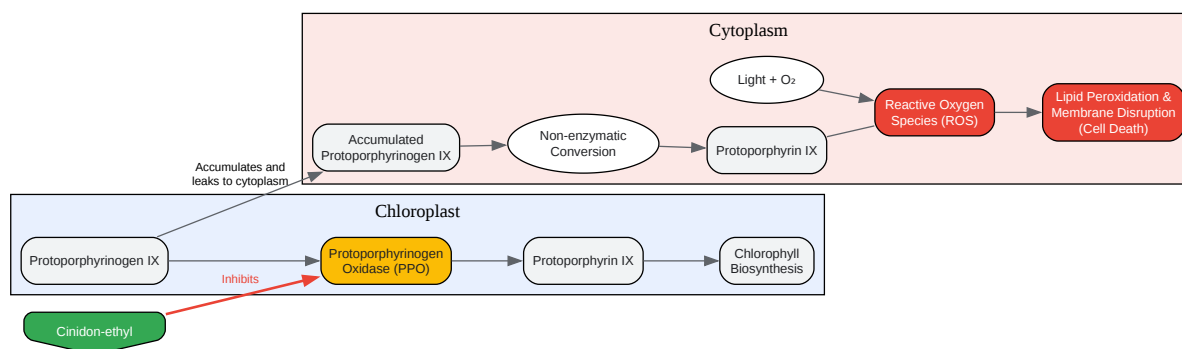 Cytoplasm
Light + O₂
Reactive Oxygen
Species (ROS)
Lipid Peroxidation &
Membrane Disruption
(Cell Death)
Accumulated
Protoporphyrinogen IX
Non-enzymatic
Conversion
Protoporphyrin IX
Accumulates and
leaks to cytoplasm
Chloroplast
Protoporphyrinogen IX
Protoporphyrinogen
Oxidase (PPO)
Protoporphyrin IX
Chlorophyll
Biosynthesis
Inhibits
Cinidon-ethyl